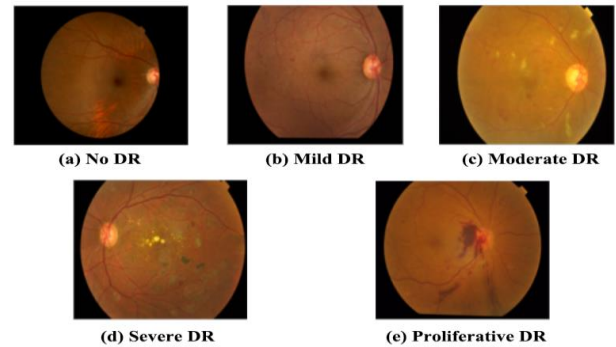 (a) No DR
(b) Mild DR
(c) Moderate DR
(d) Severe DR
(e) Proliferative DR